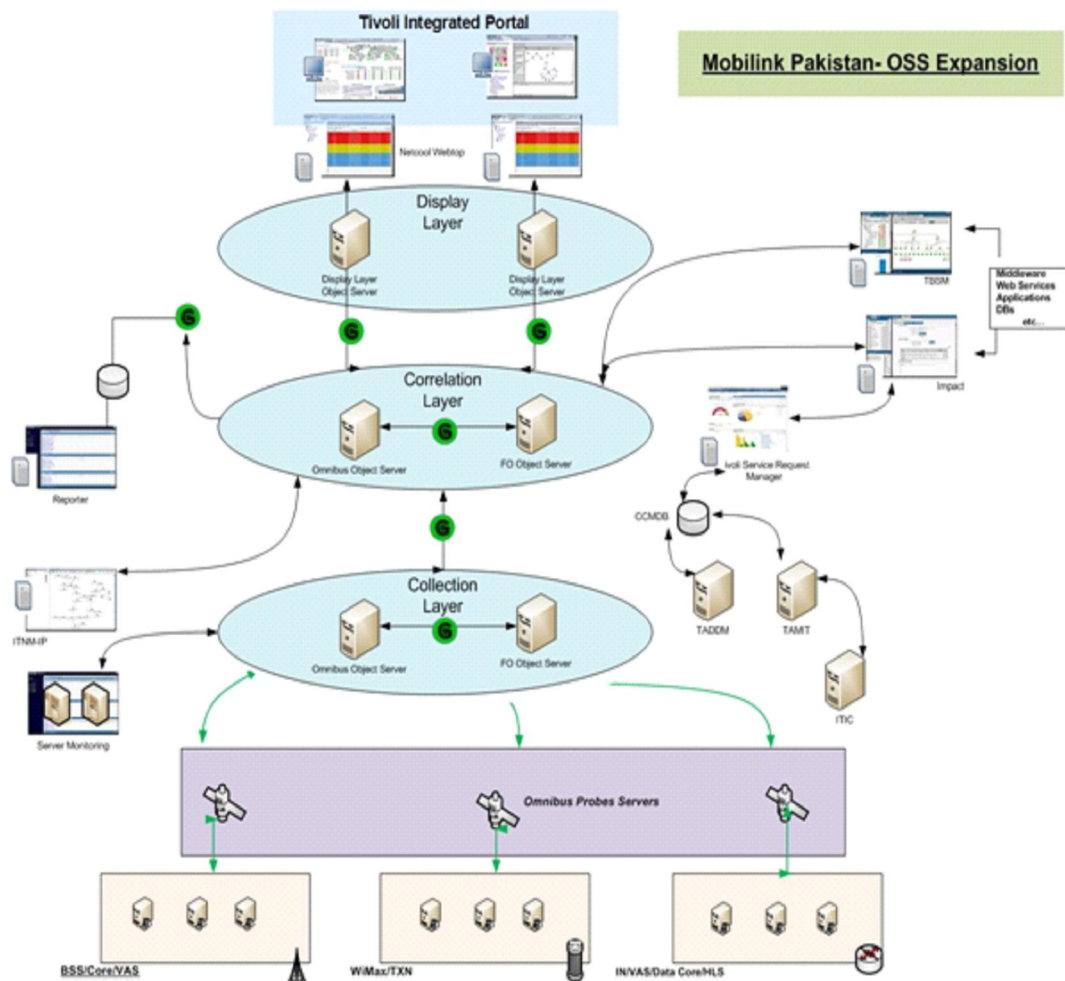 Tivoli Integrated Portal
Mobilink Pakistan- OSS Expansion
Netcool Webtop
Display
Layer
Display Layer
Object Server
Display Layer
Object Server
TBSM
Middleware
Web Services
Applications
DBs
etc...
G
G
G
Impact
Correlation
Layer
Omnibus Object Server
G
FO Object Server
ivoli Service Request
Manager
Reporter
G
CCMDB
ITNM-IP
Collection
Layer
Omnibus Object Server
G
FO Object Server
TADDM
TAMIT
ITIC
Server Monitoring
Omnibus Probes Servers
BSS/Core/VAS
WiMax/TXN
IN/VAS/Data Core/HLS